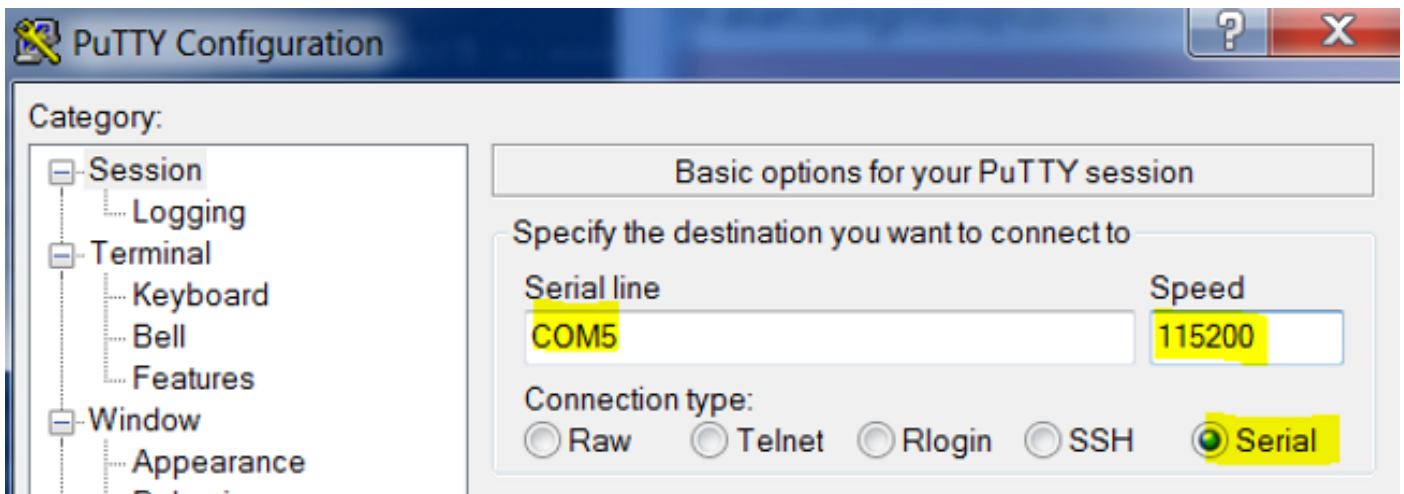 PuTTY Configuration
Category:
Session
Logging
Terminal
Keyboard
Bell
Features
Window
Appearance
Basic options for your PuTTY session
Specify the destination you want to connect to
Serial line Speed
COM5 115200
Connection type:
Raw Telnet Rlogin SSH Serial